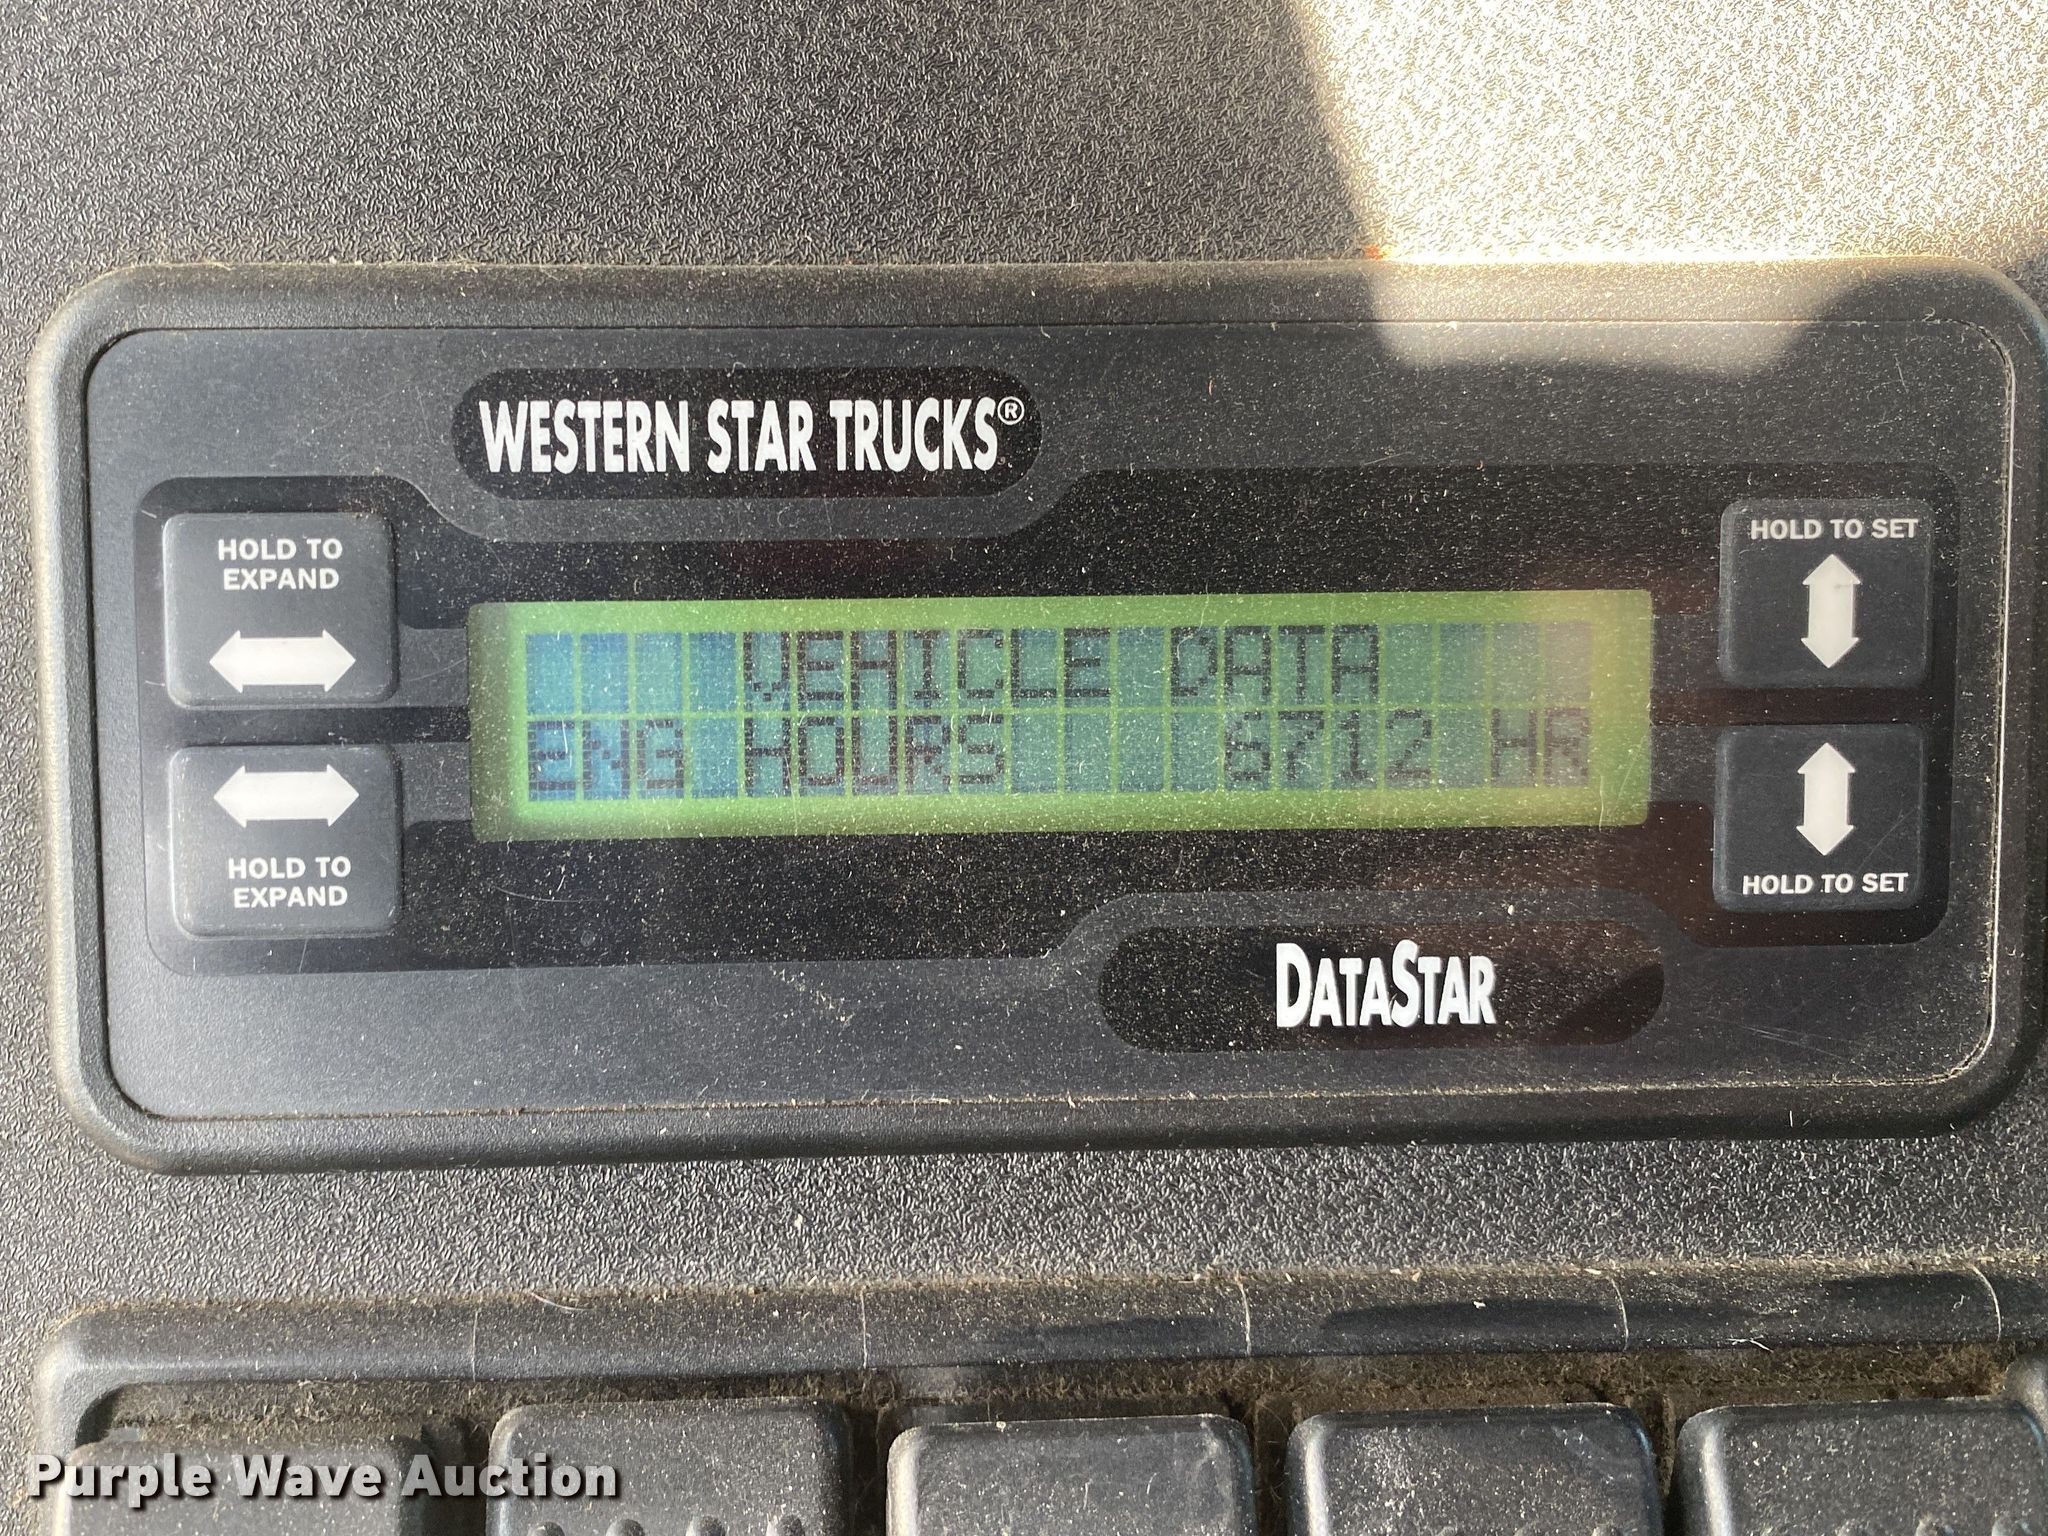 WESTERN STAR TRUCKS®
HOLD TO
EXPAND
HOLD TO SET
VEHICLE DATA
ENG HOURS 6712 HR
HOLD TO
EXPAND
HOLD TO SET
DATASTAR
Purple Wave Auction